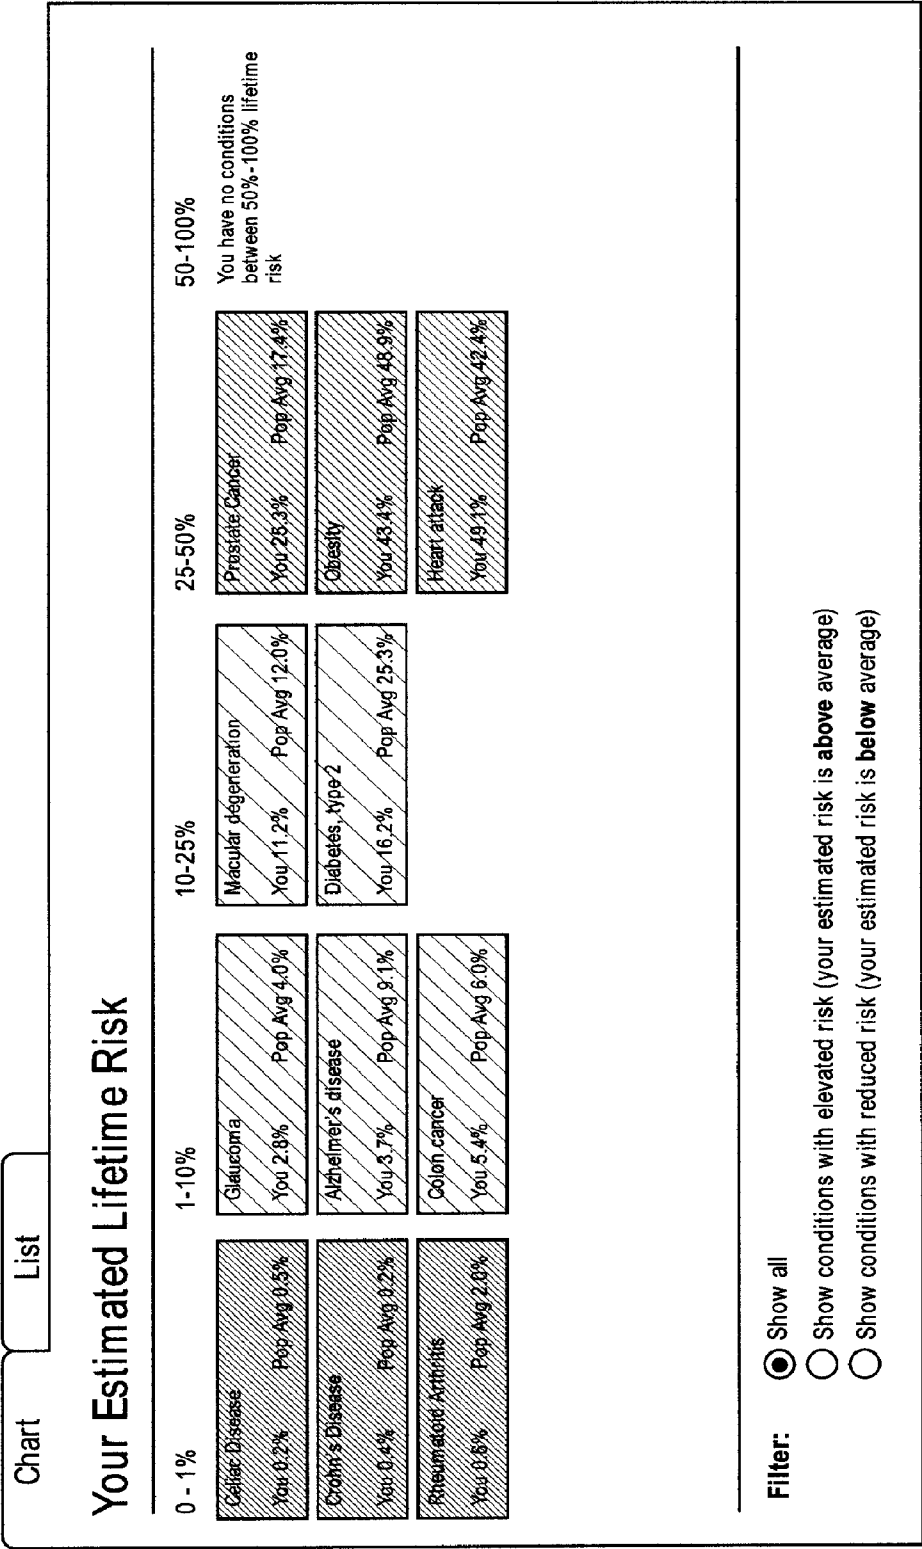 Chart
List
Your Estimated Lifetime Risk
0 - 1%
1-10%
10-25%
25-50%
50-100%
Celiac Disease
You 0.2% Pop Avg 0.5%
Crohn's Disease
You 0.4% Pop Avg 0.2%
Rheumatoid Arthritis
You 0.6% Pop Avg 2.0%
Glaucoma
You 2.8% Pop Avg 4.0%
Alzheimer's disease
You 3.7% Pop Avg 9.1%
Colon cancer
You 5.4% Pop Avg 6.0%
Macular degeneration
You 11.2% Pop Avg 12.0%
Diabetes, type 2
You 16.2% Pop Avg 25.3%
Prostate Cancer
You 25.3% Pop Avg 17.4%
Obesity
You 43.4% Pop Avg 48.9%
Heart attack
You 49.1% Pop Avg 42.4%
You have no conditions
between 50%-100% lifetime
risk
Filter:
Show all
Show conditions with elevated risk (your estimated risk is above average)
Show conditions with reduced risk (your estimated risk is below average)